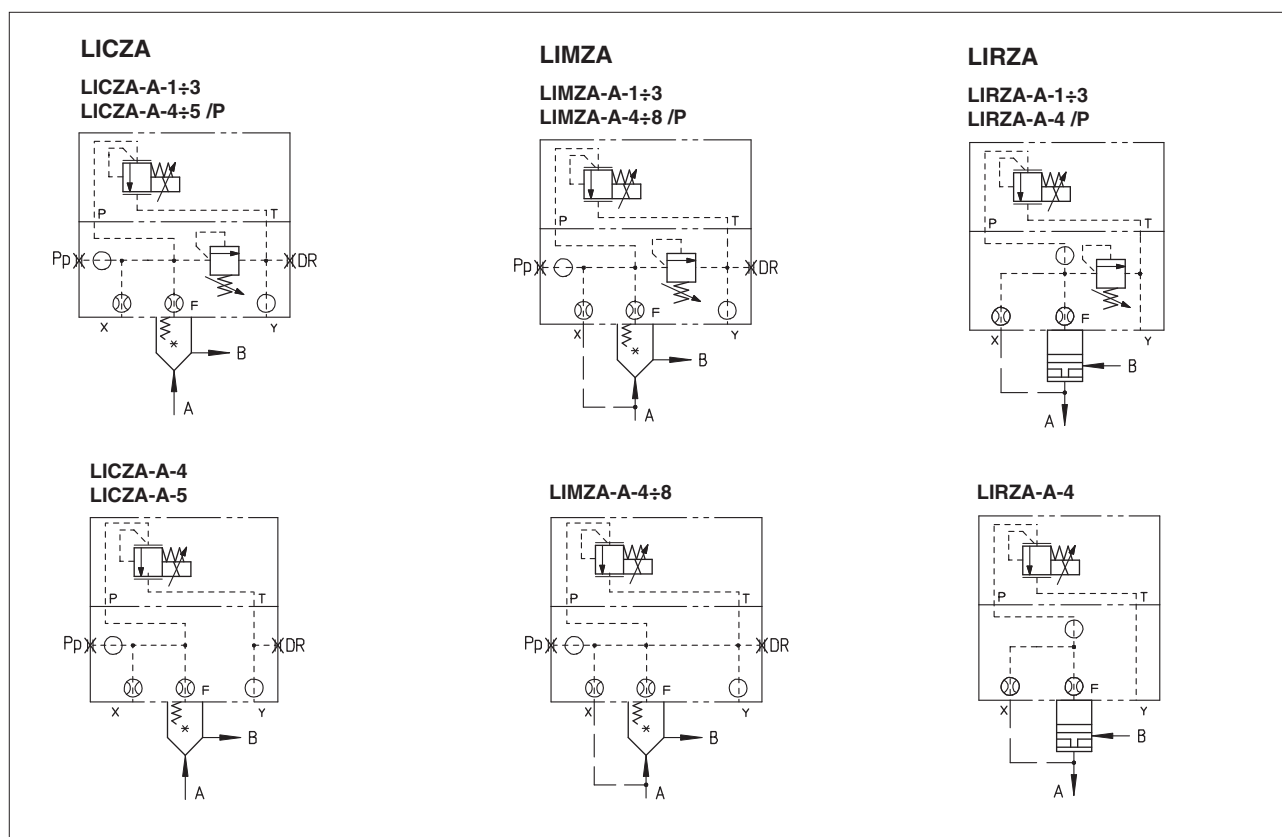 LICZA
LICZA-A-1÷3
LICZA-A-4÷5 /P
P
T
Pp
DR
F
X
Y
B
A
LIMZA
LIMZA-A-1÷3
LIMZA-A-4÷8 /P
P
T
Pp
DR
F
X
Y
B
A
LIRZA
LIRZA-A-1÷3
LIRZA-A-4 /P
P
T
F
X
Y
B
A
LICZA-A-4
LICZA-A-5
P
T
Pp
DR
F
X
Y
B
A
LIMZA-A-4÷8
P
T
Pp
DR
F
X
Y
B
A
LIRZA-A-4
P
T
F
X
Y
B
A